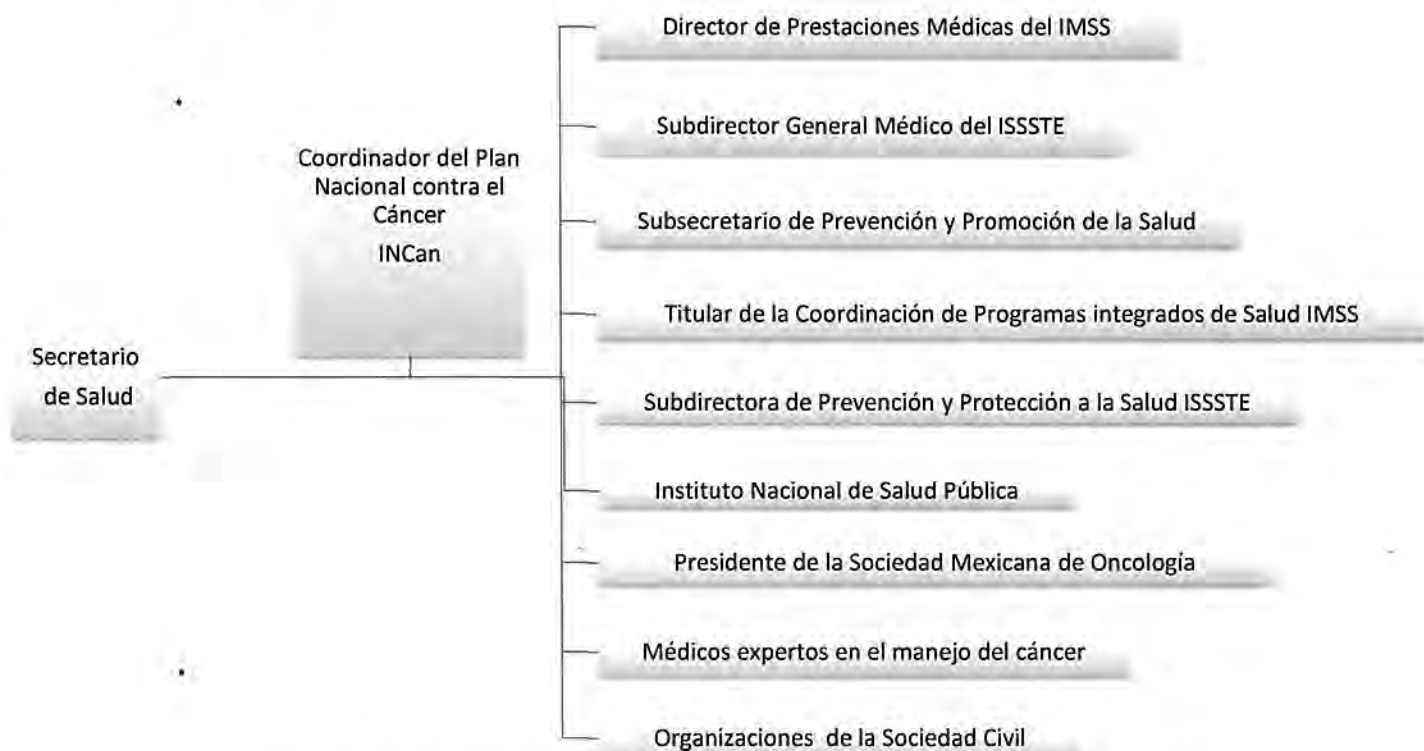 Director de Prestaciones Médicas del IMSS
Subdirector General Médico del ISSSTE
Coordinador del Plan
Nacional contra el
Cáncer
INCan
Subsecretario de Prevención y Promoción de la Salud
Titular de la Coordinación de Programas integrados de Salud IMSS
Secretario
de Salud
Subdirectora de Prevención y Protección a la Salud ISSSTE
Instituto Nacional de Salud Pública
Presidente de la Sociedad Mexicana de Oncología
Médicos expertos en el manejo del cáncer
Organizaciones de la Sociedad Civil